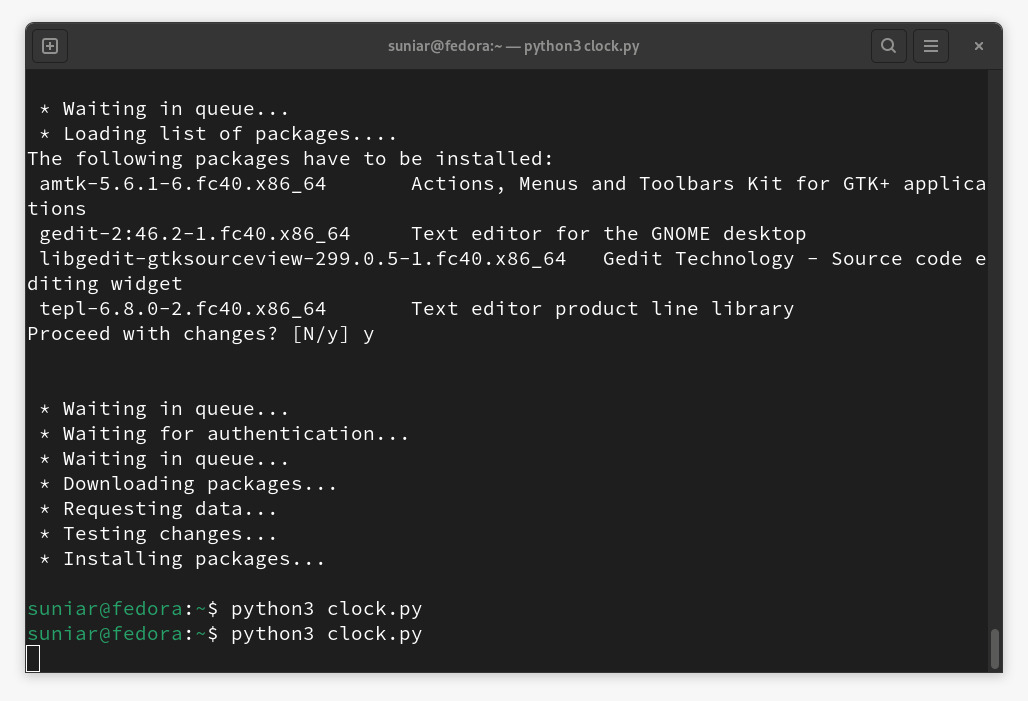 suniar@fedora:~ — python3 clock.py
* Waiting in queue...
* Loading list of packages....
The following packages have to be installed:
amtk-5.6.1-6.fc40.x86_64 Actions, Menus and Toolbars Kit for GTK+ applica
tions
gedit-2:46.2-1.fc40.x86_64 Text editor for the GNOME desktop
libgedit-gtksourceview-299.0.5-1.fc40.x86_64 Gedit Technology - Source code e
diting widget
tepl-6.8.0-2.fc40.x86_64 Text editor product line library
Proceed with changes? [N/y] y
* Waiting in queue...
* Waiting for authentication...
* Waiting in queue...
* Downloading packages...
* Requesting data...
* Testing changes...
* Installing packages...
suniar@fedora:~$ python3 clock.py
suniar@fedora:~$ python3 clock.py